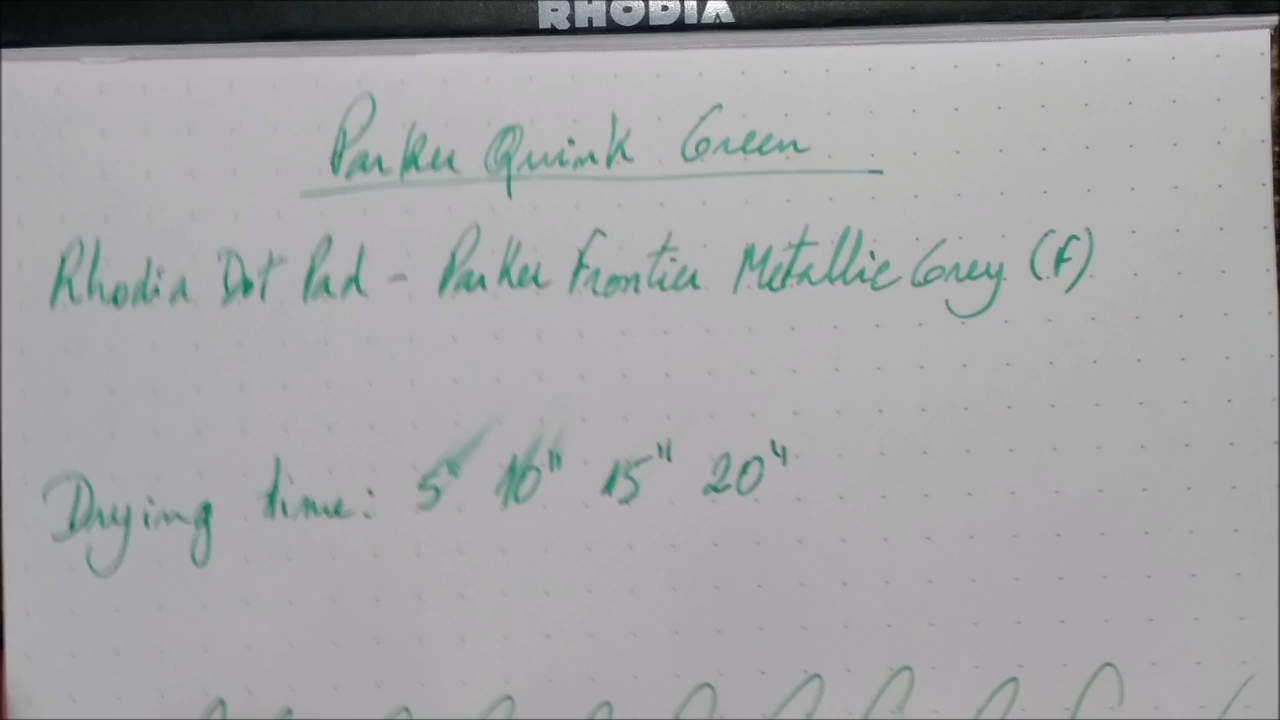 RHODIA
Parker Quink Green
Rhodia Dot Pad - Parker Frontier Metallic Grey (F)
Drying time: 5" 10" 15" 20"